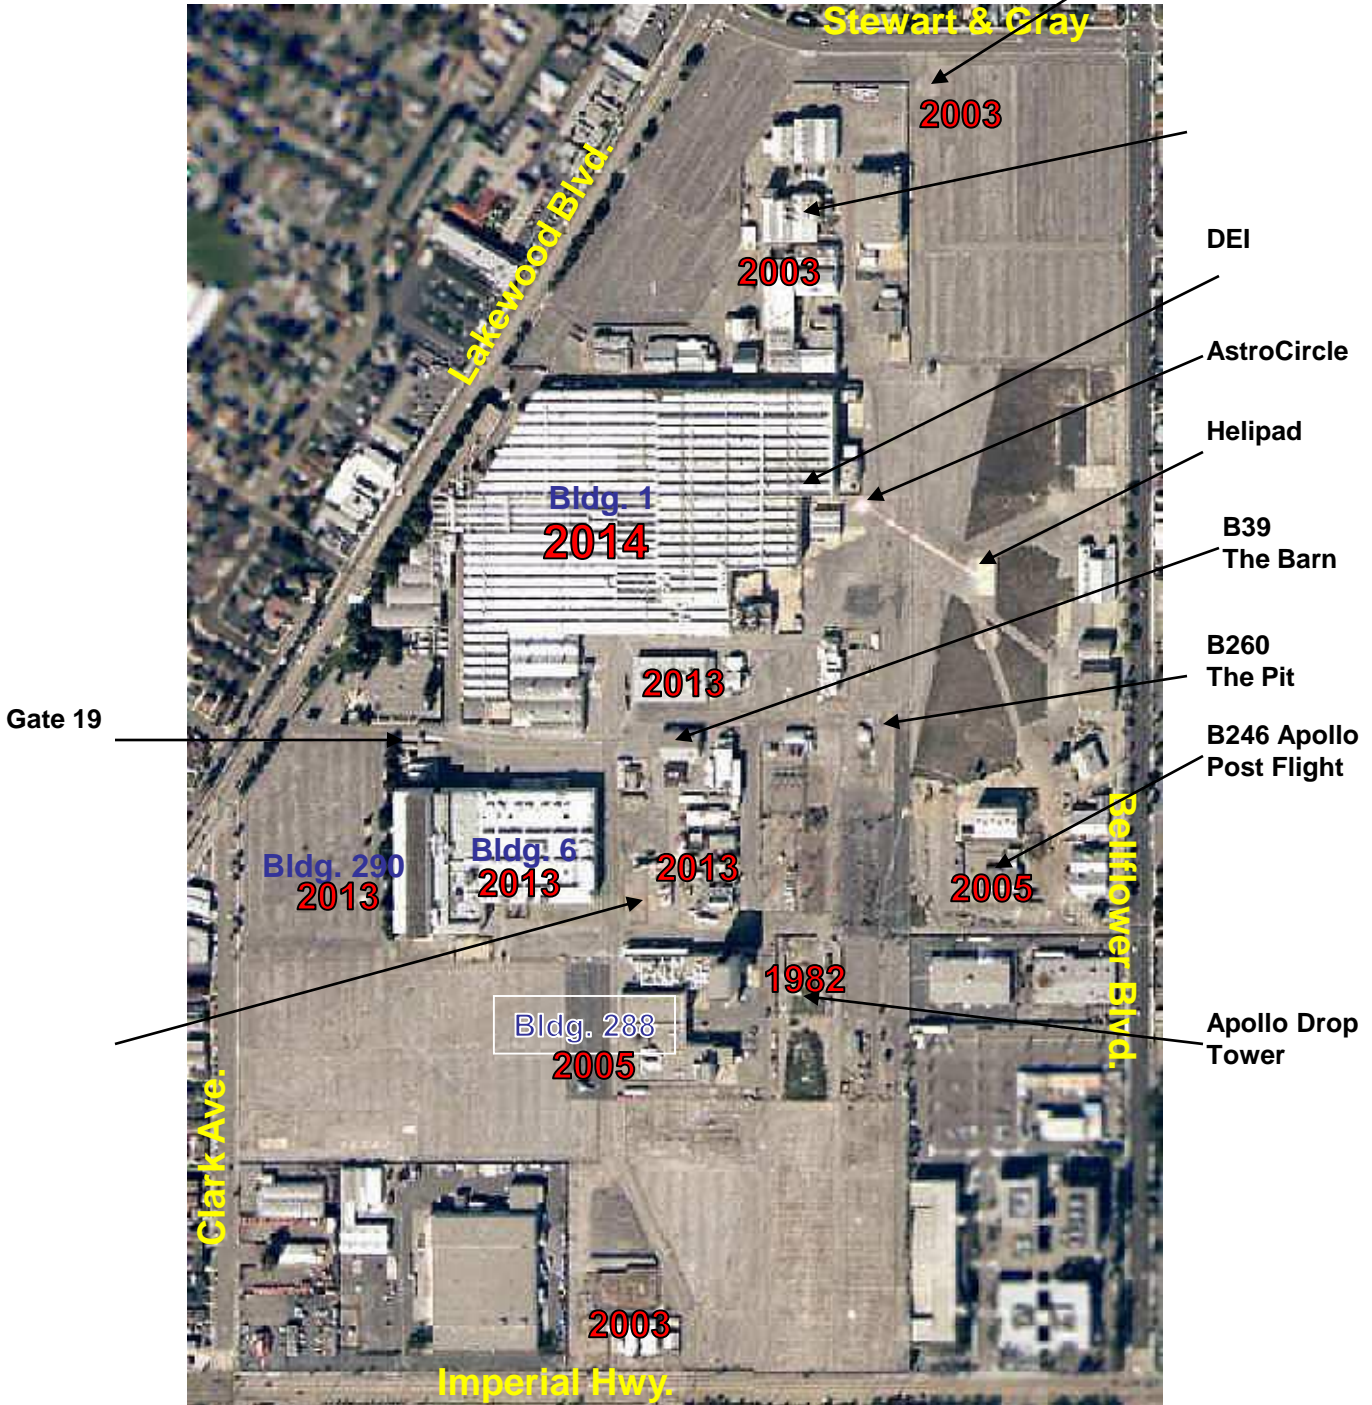 Stewart & Gray
2003
Lakewood Blvd.
DEI
2003
AstroCircle
Helipad
Bldg. 1
2014
B39
The Barn
B260
The Pit
2013
Gate 19
B246 Apollo
Post Flight
Bellflower Blvd.
Bldg. 290
2013
Bldg. 6
2013
2013
2005
1982
Bldg. 288
2005
Apollo Drop
Tower
Clark Ave.
2003
Imperial Hwy.